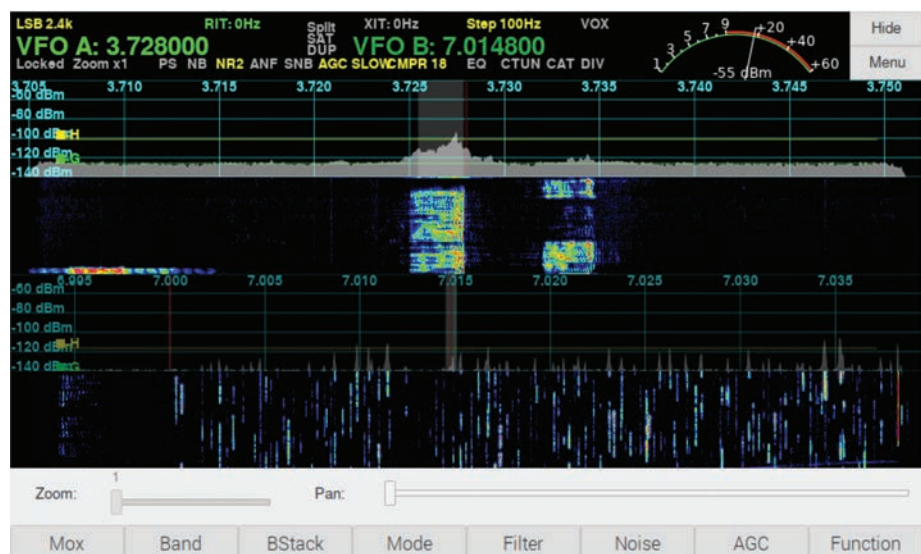 LSB 2.4k RIT: 0Hz Split XIT: 0Hz Step 100Hz VOX
SAT
VFO A: 3.728000 DUP VFO B: 7.014800
Locked Zoom x1 PS NB NR2 ANF SNB AGC SLOW CMPR 18 EQ CTUN CAT DIV
1 3 5 7 9 +20 +40 +60
-55 dBm
Hide
Menu
3.705 3.710 3.715 3.720 3.725 3.730 3.735 3.740 3.745 3.750
-80 dBm
-100 dBm H
-120 dBm G
-140 dBm
6.995 7.000 7.005 7.010 7.015 7.020 7.025 7.030 7.035
-60 dBm
-80 dBm
-100 dBm
-120 dBm H
-140 dBm G
Zoom: 1 Pan:
Mox Band BStack Mode Filter Noise AGC Function